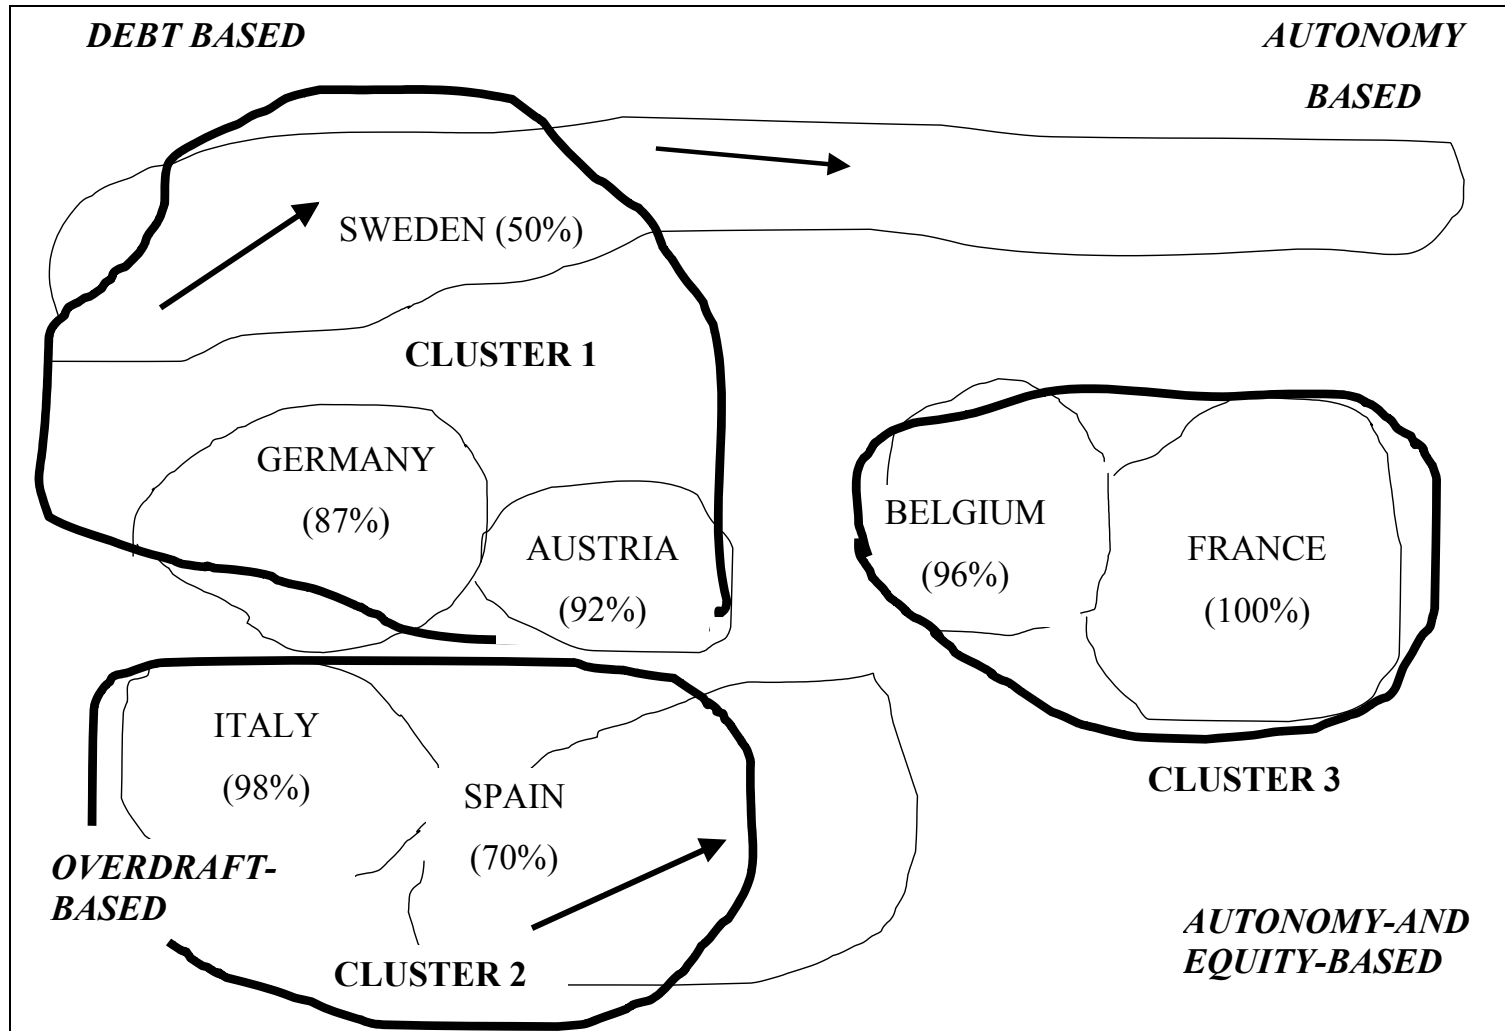 DEBT BASED
AUTONOMY
BASED
SWEDEN (50%)
CLUSTER 1
GERMANY
(87%)
AUSTRIA
(92%)
BELGIUM
(96%)
FRANCE
(100%)
CLUSTER 3
ITALY
(98%)
SPAIN
(70%)
OVERDRAFT-
BASED
CLUSTER 2
AUTONOMY-AND
EQUITY-BASED